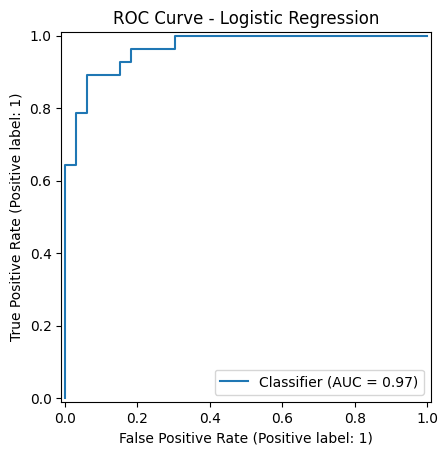 ROC Curve - Logistic Regression
1.0
0.8
0.6
0.4
0.2
0.0
True Positive Rate (Positive label: 1)
Classifier (AUC = 0.97)
0.0 0.2 0.4 0.6 0.8 1.0
False Positive Rate (Positive label: 1)